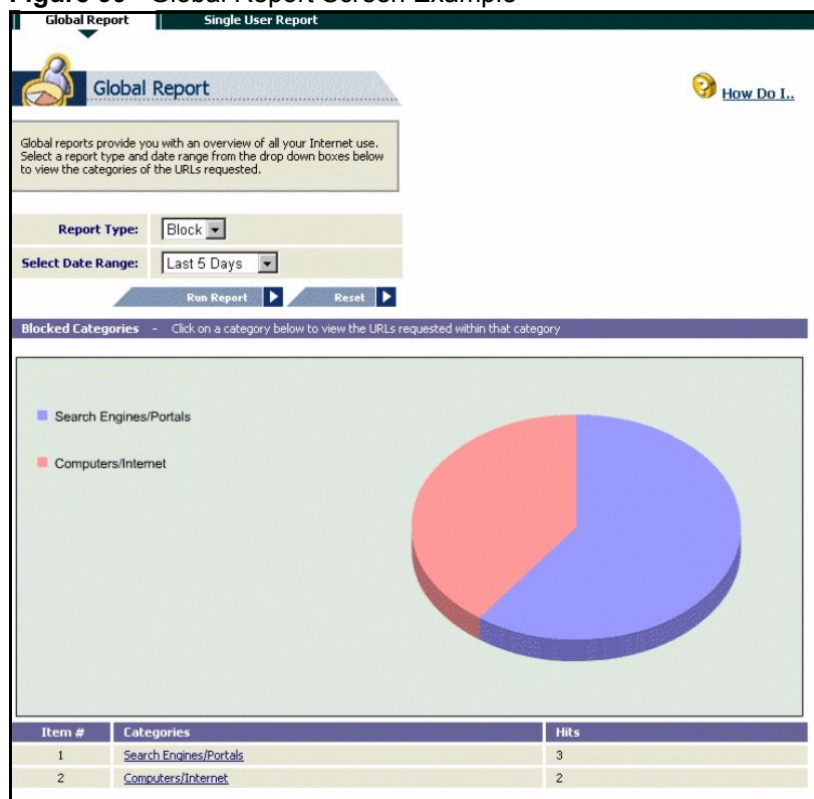 Global Report Screen Example
Global Report Single User Report
Global Report
How Do I..
Global reports provide you with an overview of all your Internet use.
Select a report type and date range from the drop down boxes below
to view the categories of the URLs requested.
Report Type: Block
Select Date Range: Last 5 Days
Run Report Reset
Blocked Categories - Click on a category below to view the URLs requested within that category
Search Engines/Portals
Computers/Internet
Item # Categories Hits
1 Search Engines/Portals 3
2 Computers/Internet 2